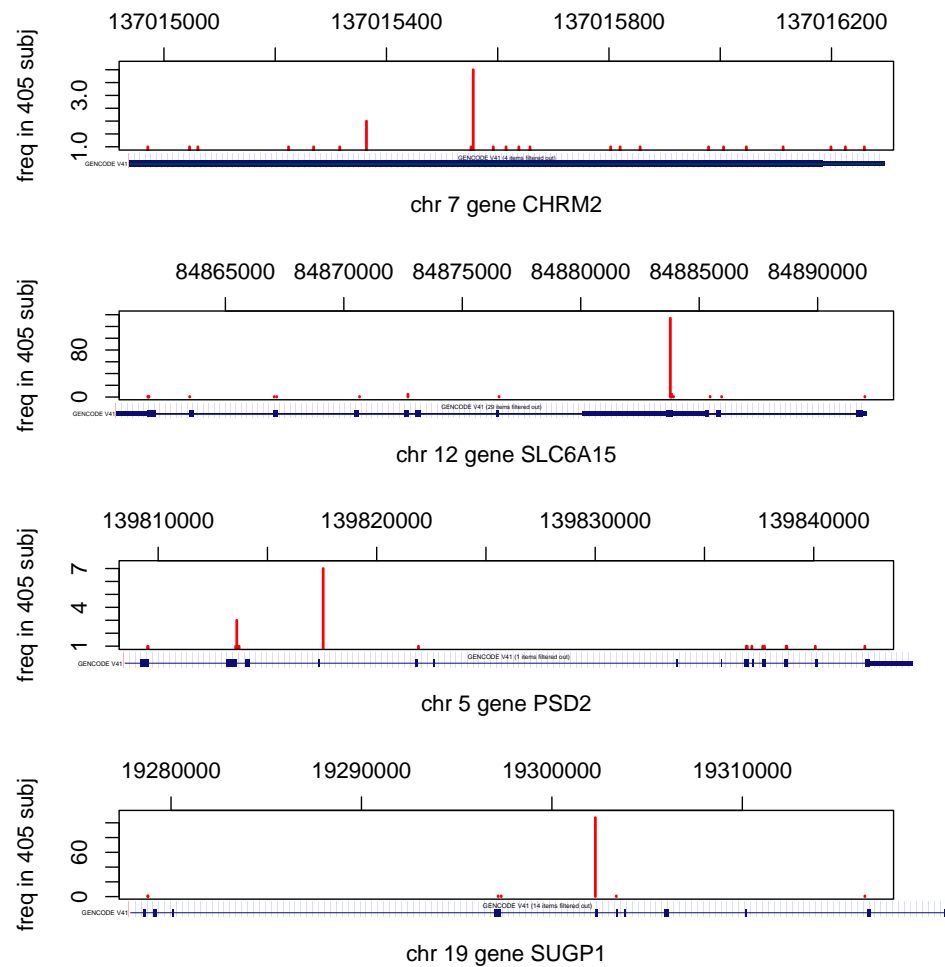 137015000 137015400 137015800 137016200
freq in 405 subj
1.0 3.0
GENCODE V41
GENCODE V41 (4 items filtered out)
chr 7 gene CHRM2
84865000 84870000 84875000 84880000 84885000 84890000
freq in 405 subj
0 80
GENCODE V41
GENCODE V41 (29 items filtered out)
chr 12 gene SLC6A15
139810000 139820000 139830000 139840000
freq in 405 subj
1 4 7
GENCODE V41
GENCODE V41 (1 items filtered out)
chr 5 gene PSD2
19280000 19290000 19300000 19310000
freq in 405 subj
0 60
GENCODE V41
GENCODE V41 (14 items filtered out)
chr 19 gene SUGP1